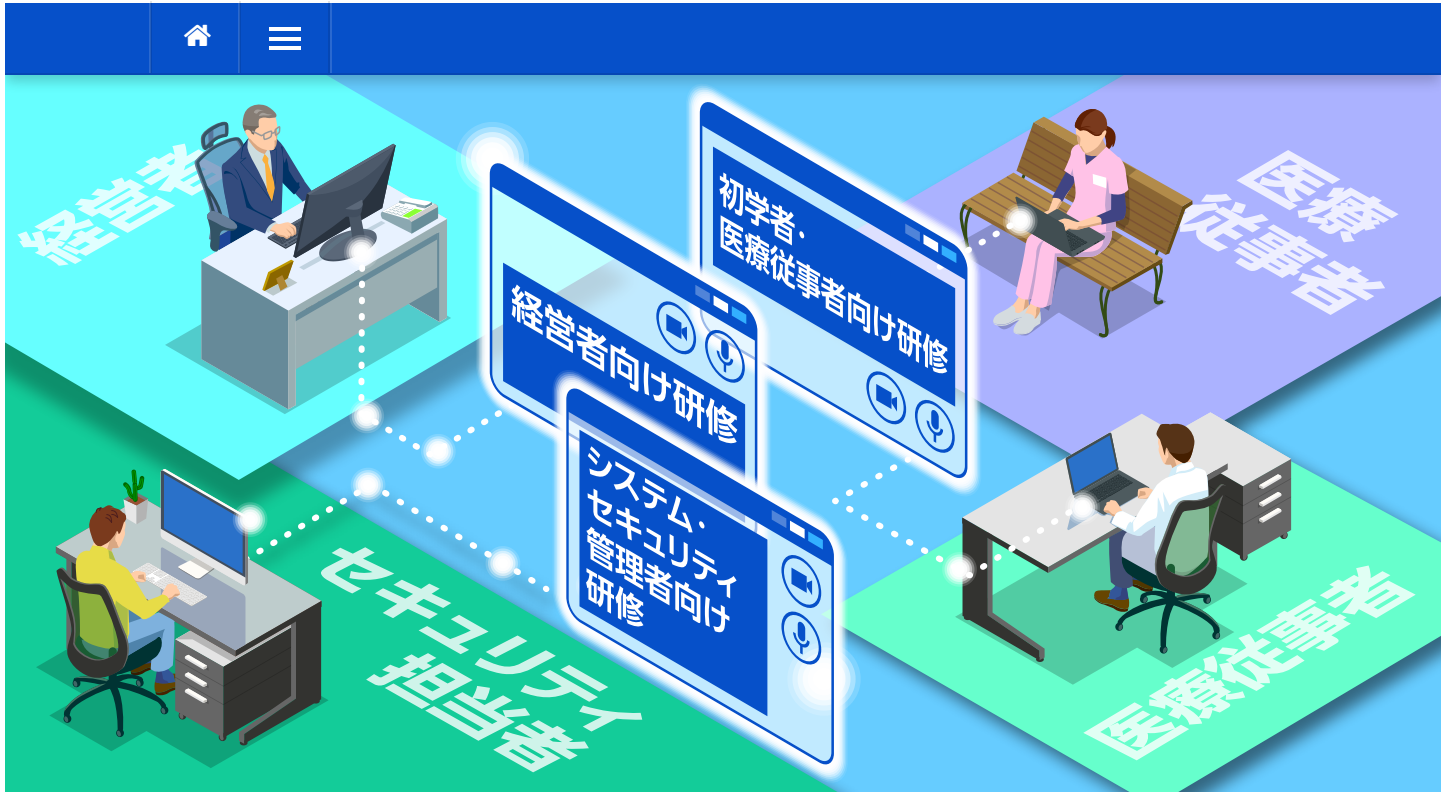 経営者
初学者・
医療従事者向け研修
医療
従事者
経営者向け研修
システム・
セキュリティ
管理者向け
研修
セキュリティ
担当者
医療従事者